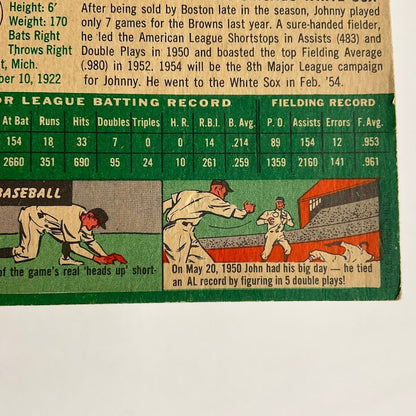 Height: 6'
Weight: 170
Bats Right
Throws Right
t, Mich.
er 10, 1922
After being sold by Boston late in the season, Johnny played
only 7 games for the Browns last year. A sure-handed fielder,
he led the American League Shortstops in Assists (483) and
Double Plays in 1950 and boasted the top Fielding Average
(.980) in 1952. 1954 will be the 8th Major League campaign
for Johnny. He went to the White Sox in Feb. '54.
OR LEAGUE BATTING RECORD FIELDING RECORD
At Bat Runs Hits Doubles Triples H. R. R.B.I. B. Avg. P. O. Assists Errors F. Avg.
154 18 33 7 0 2 14 .214 89 154 12 .953
2660 351 690 95 24 10 261 .259 1359 2080 141 .961
BASEBALL
of the game's real 'heads up' short-
On May 20, 1950 John had his big day — he tied
an AL record by figuring in 5 double plays!